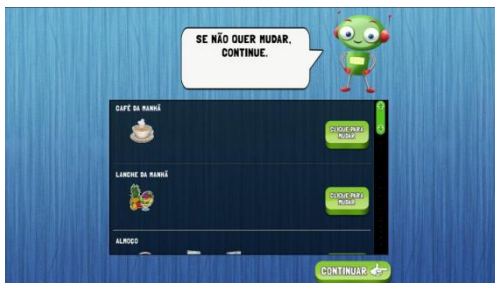 SE NÃO QUER MUDAR,
CONTINUE.
CAFÉ DA MANHÃ
CLIQUE PARA
MUDAR
LANCHE DA MANHÃ
CLIQUE PARA
MUDAR
ALMOÇO
CONTINUAR